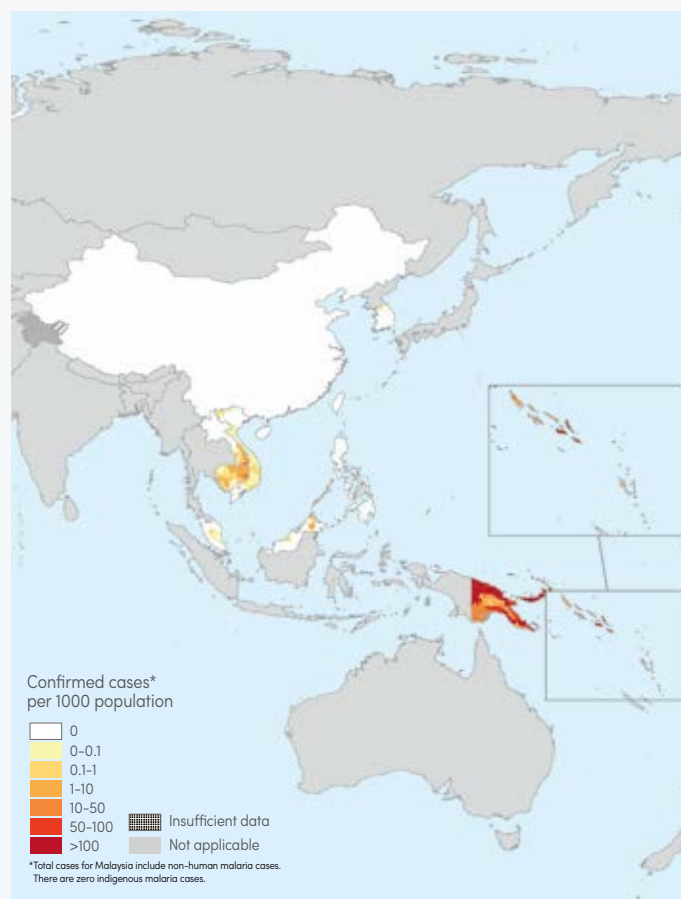 Confirmed cases*
per 1000 population
0
0-0.1
0.1-1
1-10
10-50
50-100
>100
Insufficient data
Not applicable
*Total cases for Malaysia include non-human malaria cases.
There are zero indigenous malaria cases.